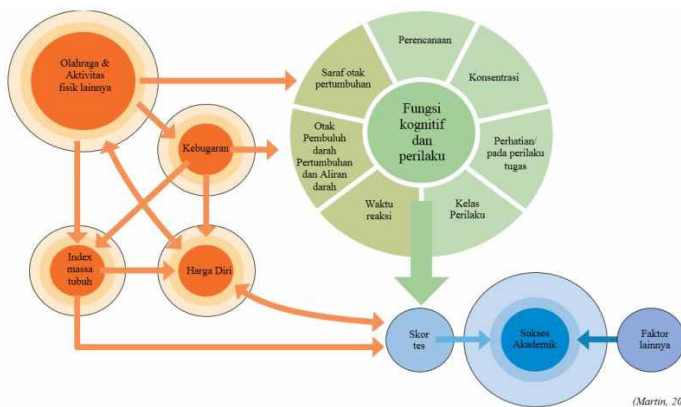 Olahraga &
Aktivitas
fisik lainnya
Kebugaran
Index
massa
tubuh
Harga Diri
Saraf otak
pertumbuhan
Perencanaan
Konsentrasi
Otak
Pembuluh
darah
Pertumbuhan
dan Aliran
darah
Fungsi
kognitif
dan
perilaku
Perhatian/
pada perilaku
tugas
Waktu
reaksi
Kelas
Perilaku
Skor
tes
Sukses
Akademik
Faktor
lainnya
(Martin, 20